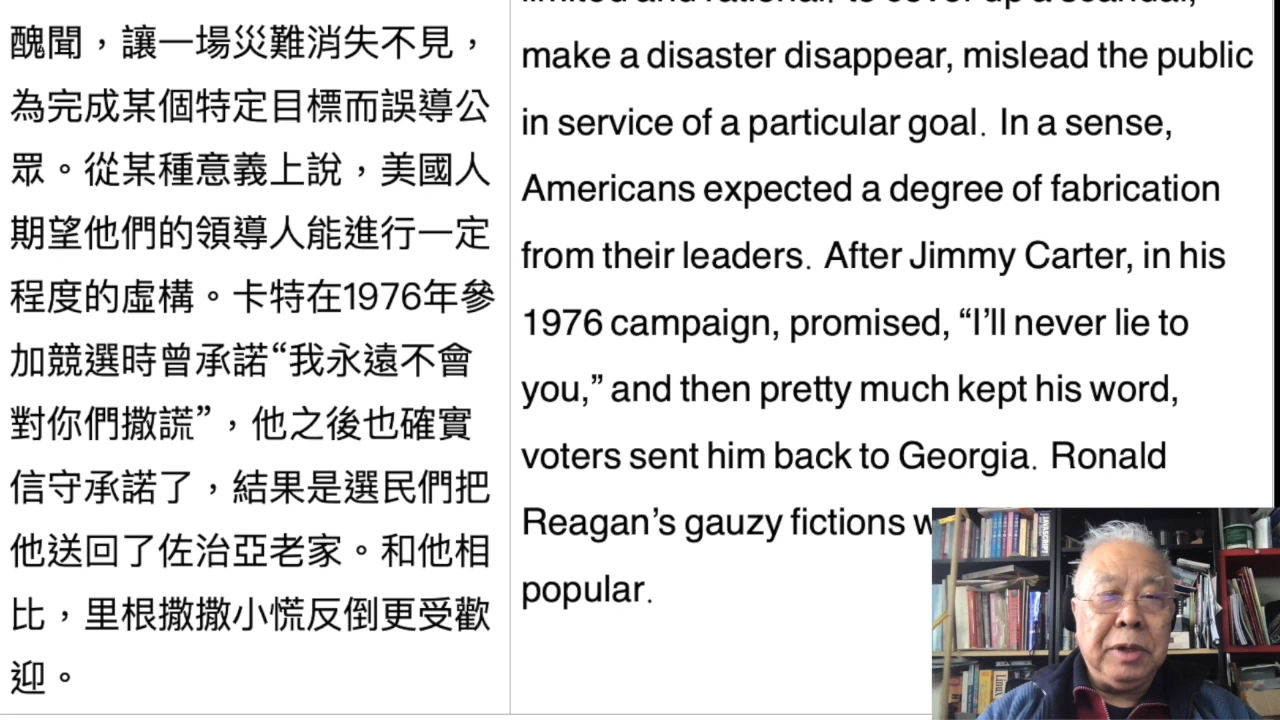 醜聞，讓一場災難消失不見，
為完成某個特定目標而誤導公
眾。從某種意義上說，美國人
期望他們的領導人能進行一定
程度的虛構。卡特在1976年參
加競選時曾承諾“我永遠不會
對你們撒謊”，他之後也確實
信守承諾了，結果是選民們把
他送回了佐治亞老家。和他相
比，里根撒撒小慌反倒更受歡
迎。
limited and rational: to cover up a scandal,
make a disaster disappear, mislead the public
in service of a particular goal. In a sense,
Americans expected a degree of fabrication
from their leaders. After Jimmy Carter, in his
1976 campaign, promised, “I’ll never lie to
you,” and then pretty much kept his word,
voters sent him back to Georgia. Ronald
Reagan’s gauzy fictions
popular.